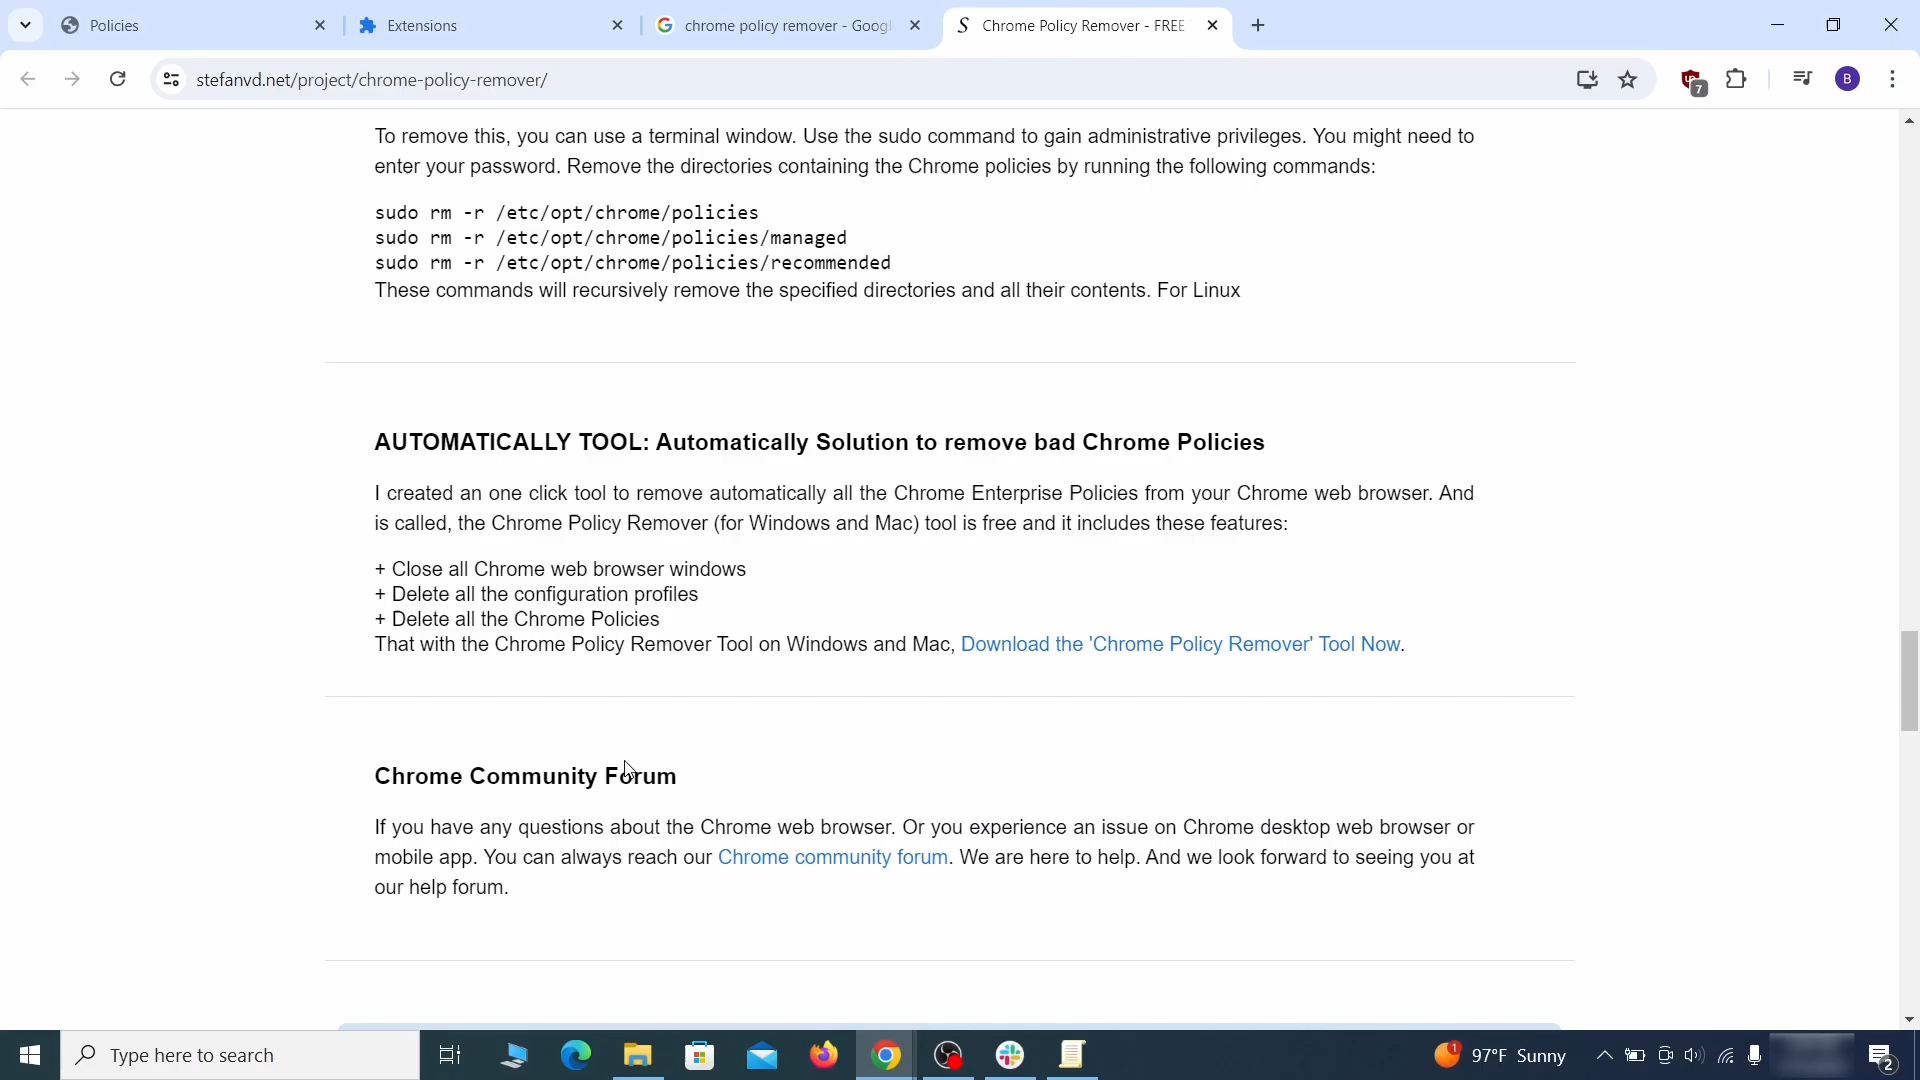 Policies
Extensions
chrome policy remover - Googl
Chrome Policy Remover - FREE
stefanvd.net/project/chrome-policy-remover/
7
B
To remove this, you can use a terminal window. Use the sudo command to gain administrative privileges. You might need to
enter your password. Remove the directories containing the Chrome policies by running the following commands:
sudo rm -r /etc/opt/chrome/policies
sudo rm -r /etc/opt/chrome/policies/managed
sudo rm -r /etc/opt/chrome/policies/recommended
These commands will recursively remove the specified directories and all their contents. For Linux
AUTOMATICALLY TOOL: Automatically Solution to remove bad Chrome Policies
I created an one click tool to remove automatically all the Chrome Enterprise Policies from your Chrome web browser. And
is called, the Chrome Policy Remover (for Windows and Mac) tool is free and it includes these features:
+ Close all Chrome web browser windows
+ Delete all the configuration profiles
+ Delete all the Chrome Policies
That with the Chrome Policy Remover Tool on Windows and Mac, Download the 'Chrome Policy Remover' Tool Now.
Chrome Community Forum
If you have any questions about the Chrome web browser. Or you experience an issue on Chrome desktop web browser or
mobile app. You can always reach our Chrome community forum. We are here to help. And we look forward to seeing you at
our help forum.
Type here to search
1
97°F Sunny
2